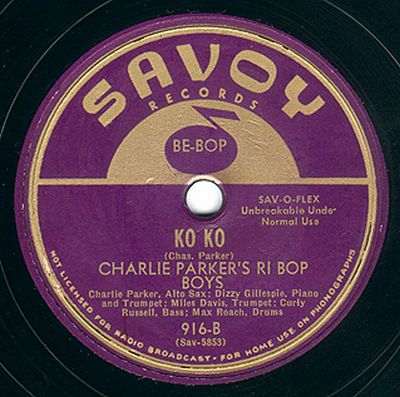 SAVOY
RECORDS
BE-BOP
SAV-O-FLEX
Unbreakable Under
Normal Use
KO KO
(Chas. Parker)
CHARLIE PARKER'S RI BOP
BOYS
Charlie Parker, Alto Sax; Dizzy Gillespie, Piano
and Trumpet; Miles Davis, Trumpet; Curly
Russell, Bass; Max Roach, Drums
916-B
(Sav-5853)
NOT LICENSED FOR RADIO BROADCAST - FOR HOME USE ON PHONOGRAPHS